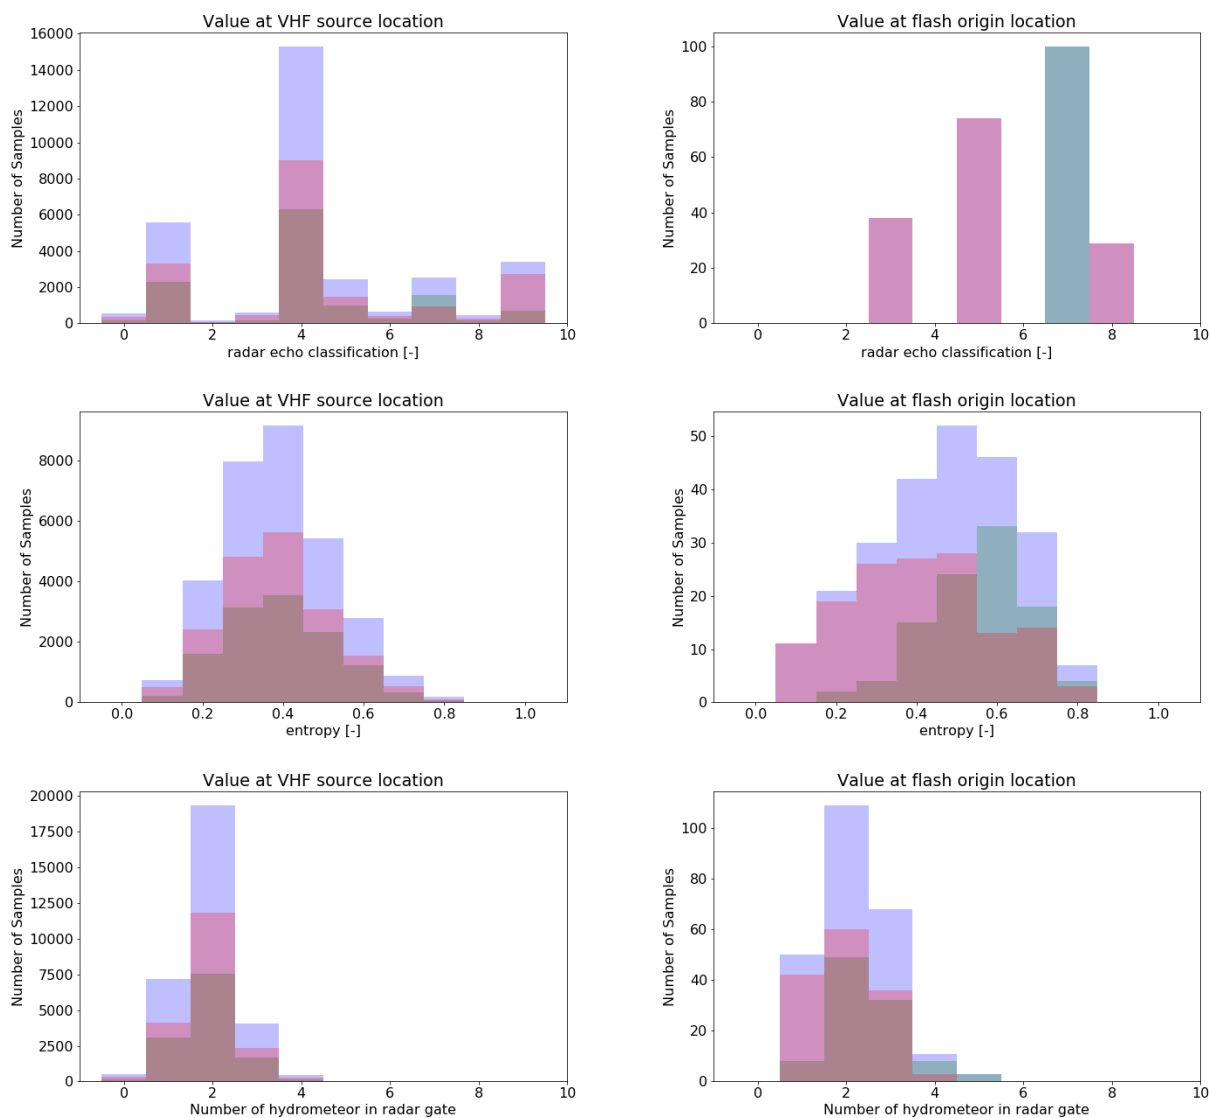 Value at VHF source location
Number of Samples
16000
14000
12000
10000
8000
6000
4000
2000
0
0 2 4 6 8 10
radar echo classification [-]
Value at flash origin location
Number of Samples
100
80
60
40
20
0
0 2 4 6 8 10
radar echo classification [-]
Value at VHF source location
Number of Samples
8000
6000
4000
2000
0
0.0 0.2 0.4 0.6 0.8 1.0
entropy [-]
Value at flash origin location
Number of Samples
50
40
30
20
10
0
0.0 0.2 0.4 0.6 0.8 1.0
entropy [-]
Value at VHF source location
Number of Samples
20000
17500
15000
12500
10000
7500
5000
2500
0
0 2 4 6 8 10
Number of hydrometeor in radar gate
Value at flash origin location
Number of Samples
100
80
60
40
20
0
0 2 4 6 8 10
Number of hydrometeor in radar gate